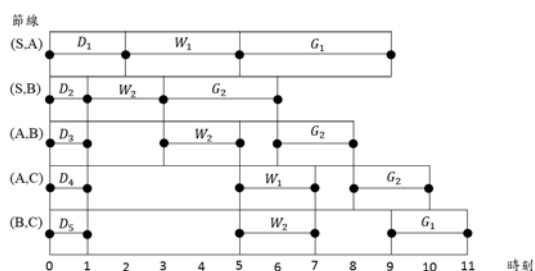 節線
(S,A) D₁ W₁ G₁
(S,B) D₂ W₂ G₂
(A,B) D₃ W₂ G₂
(A,C) D₄ W₁ G₂
(B,C) D₅ W₂ G₁
0 1 2 3 4 5 6 7 8 9 10 11 時刻